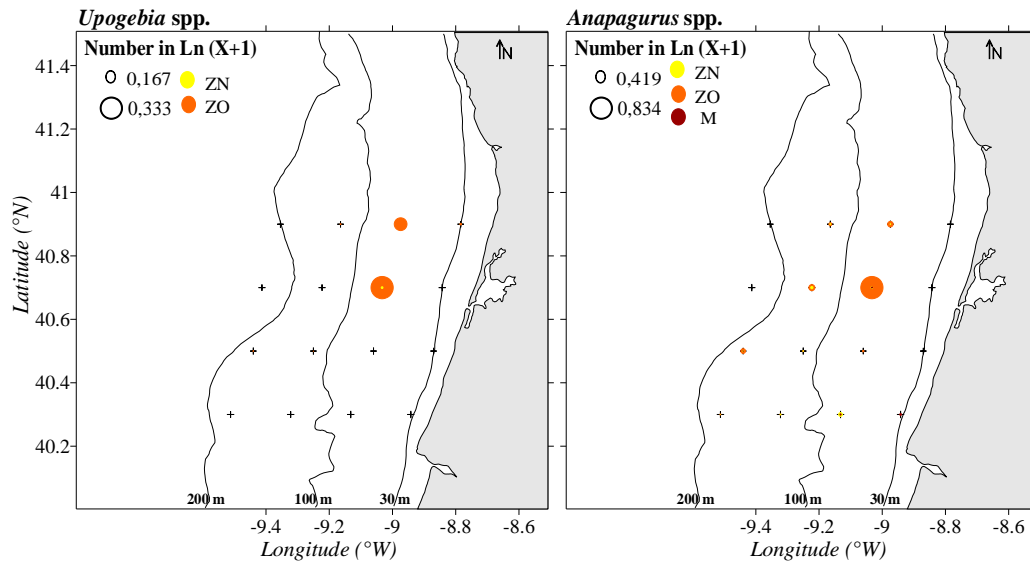 Upogebia spp.
Anapagurus spp.
Number in Ln (X+1)
0,167 ZN
0,333 ZO
N
Number in Ln (X+1)
0,419 ZN
0,834 ZO
M
N
41.4
41.2
41
40.8
40.6
40.4
40.2
Latitude (°N)
200 m 100 m 30 m
200 m 100 m 30 m
-9.4 -9.2 -9 -8.8 -8.6
-9.4 -9.2 -9 -8.8 -8.6
Longitude (°W)
Longitude (°W)